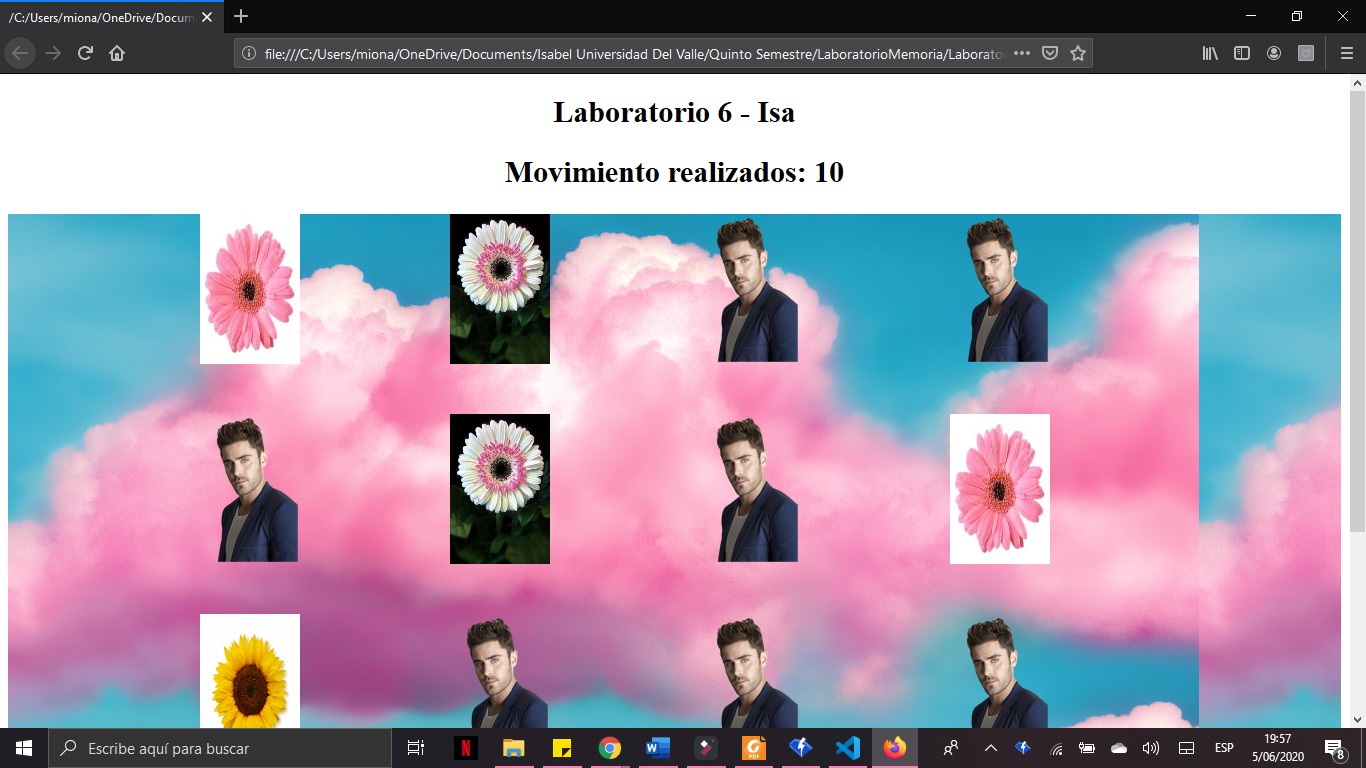 /C:/Users/miona/OneDrive/Docum
file:///C:/Users/miona/OneDrive/Documents/Isabel Universidad Del Valle/Quinto Semestre/LaboratorioMemoria/Laborato
Laboratorio 6 - Isa
Movimiento realizados: 10
Escribe aquí para buscar
ESP
19:57
5/06/2020
8